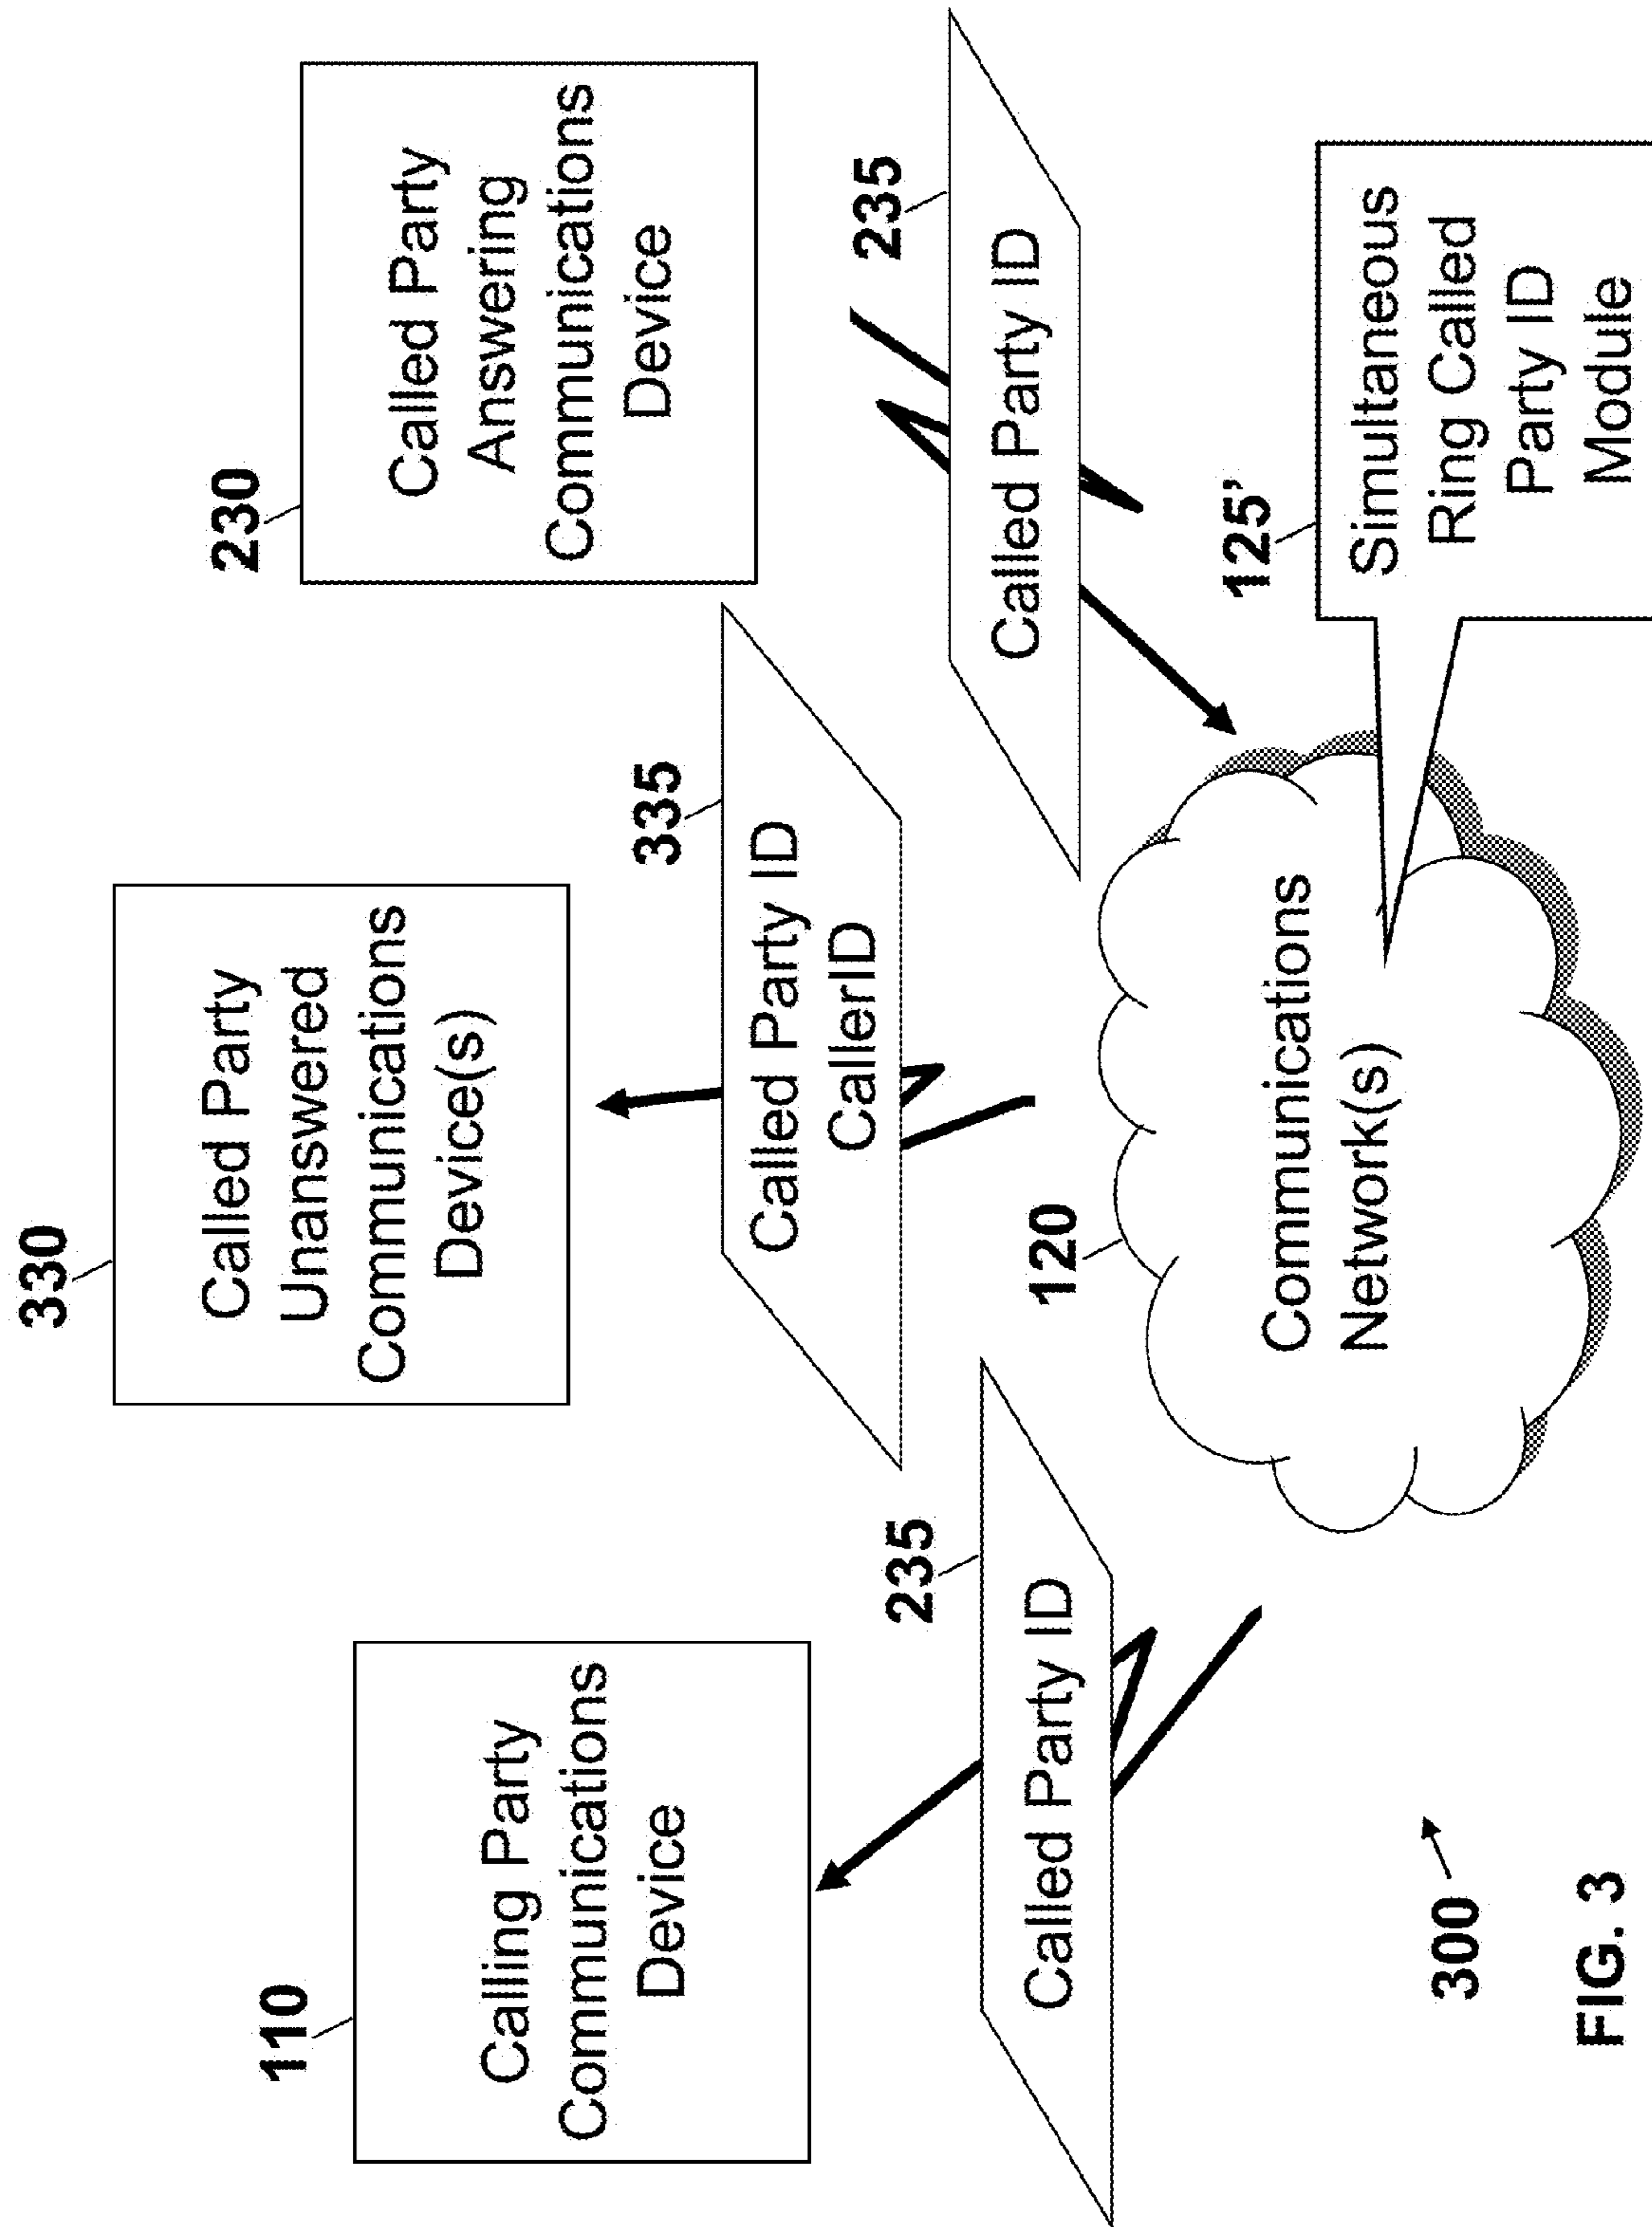 330
Called Party
Unanswered
Communications
Device(s)
230
Called Party
Answering
Communications
Device
110
Calling Party
Communications
Device
335
Called Party ID
CallerID
235
Called Party ID
235
Called Party ID
120
Communications
Network(s)
125’
Simultaneous
Ring Called
Party ID
Module
300
FIG. 3